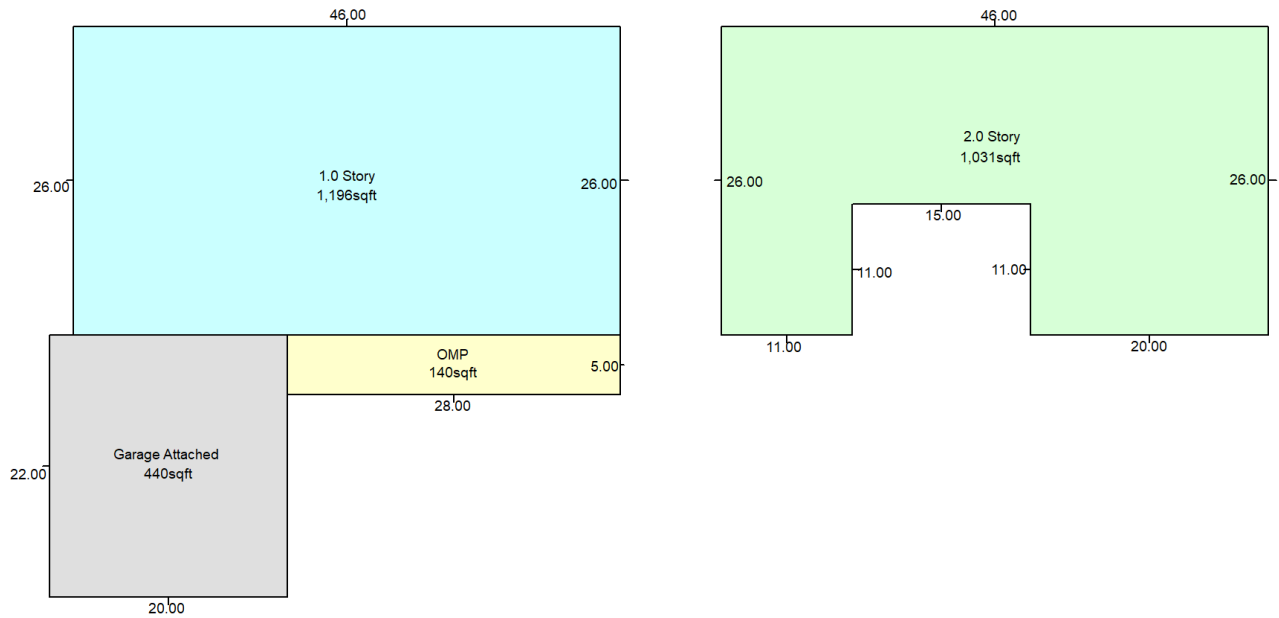 46.00
46.00
2.0 Story
1,031sqft
1.0 Story
1,196sqft
26.00
26.00
26.00
26.00
15.00
11.00
11.00
11.00
20.00
OMP
140sqft
5.00
28.00
Garage Attached
440sqft
22.00
20.00